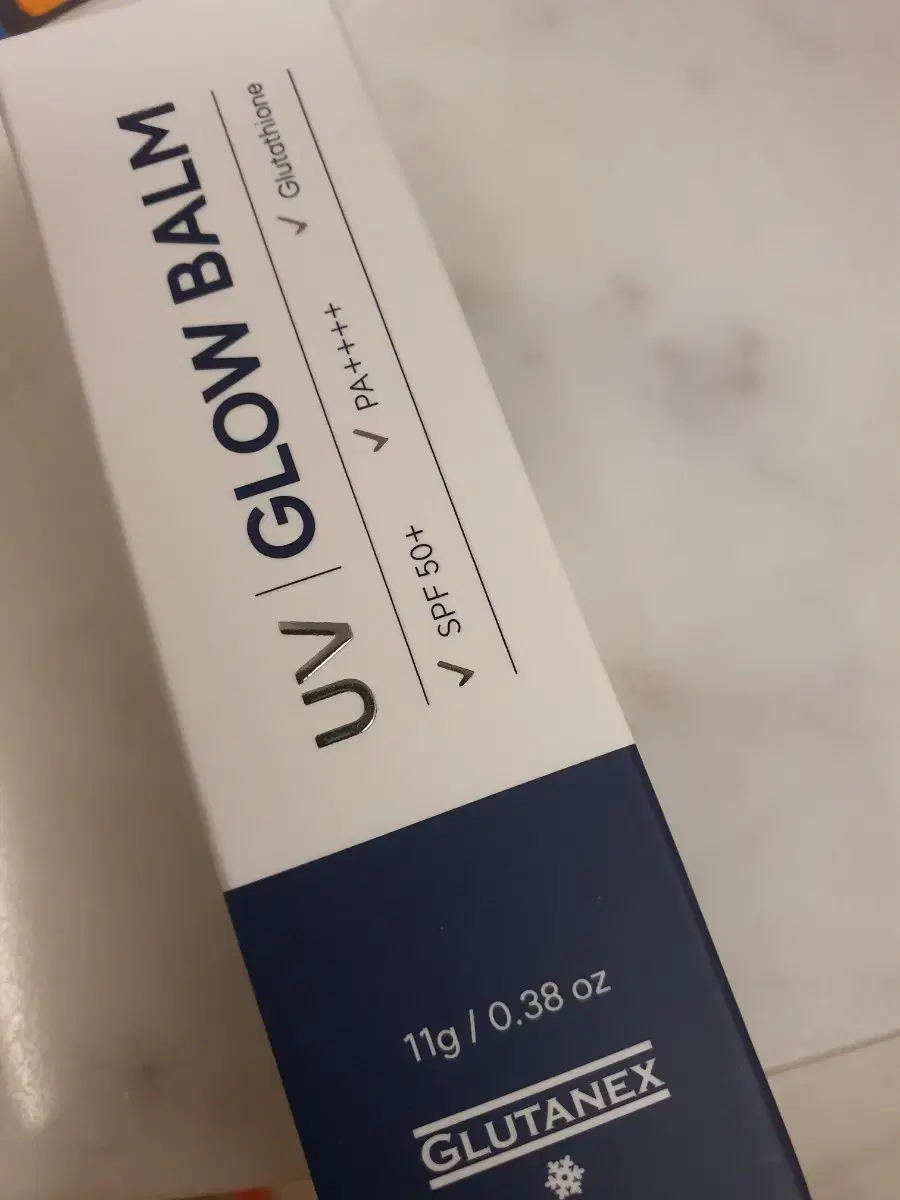 UV | GLOW BALM
✓ SPF 50+ ✓ PA++++ ✓ Glutathione
11g / 0.38 oz
GLUTANEX